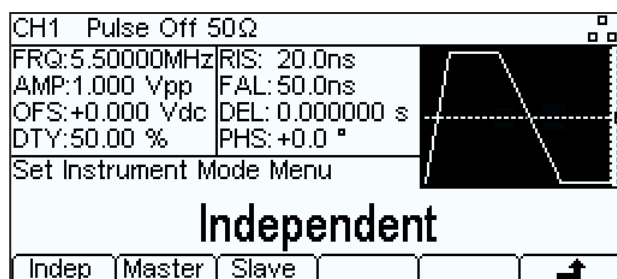 CH1 Pulse Off 50Ω
FRQ:5.50000MHz RIS: 20.0ns
AMP:1.000 Vpp FAL: 50.0ns
OFS:+0.000 Vdc DEL: 0.000000 s
DTY:50.00 % PHS: +0.0 °
Set Instrument Mode Menu
Independent
Indep Master Slave